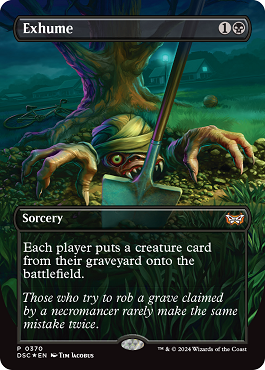 Exhume 1
Sorcery
Each player puts a creature card
from their graveyard onto the
battlefield.
Those who try to rob a grave claimed
by a necromancer rarely make the same
mistake twice.
P 0370
DSC EN TIM JACOBUS
™ & © 2024 Wizards of the Coast